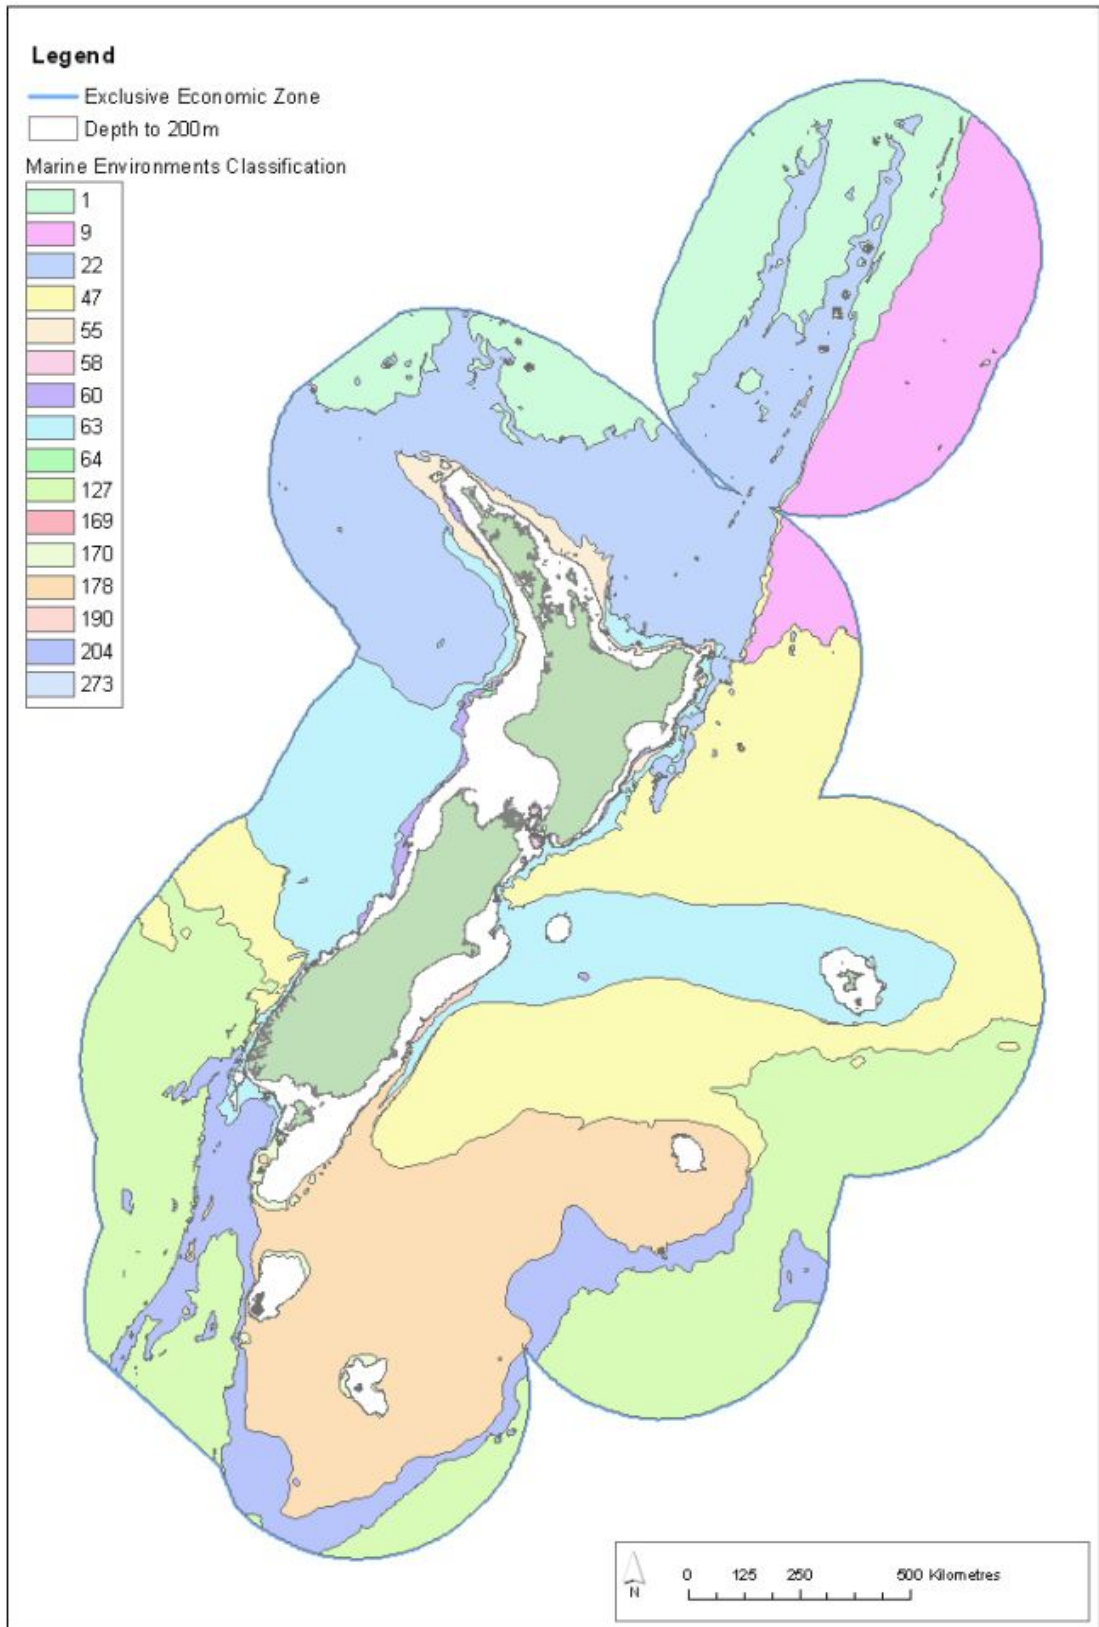 Legend
Exclusive Economic Zone
Depth to 200m
Marine Environments Classification
1
9
22
47
55
58
60
63
64
127
169
170
178
190
204
273
N
0 125 250 500 Kilometres